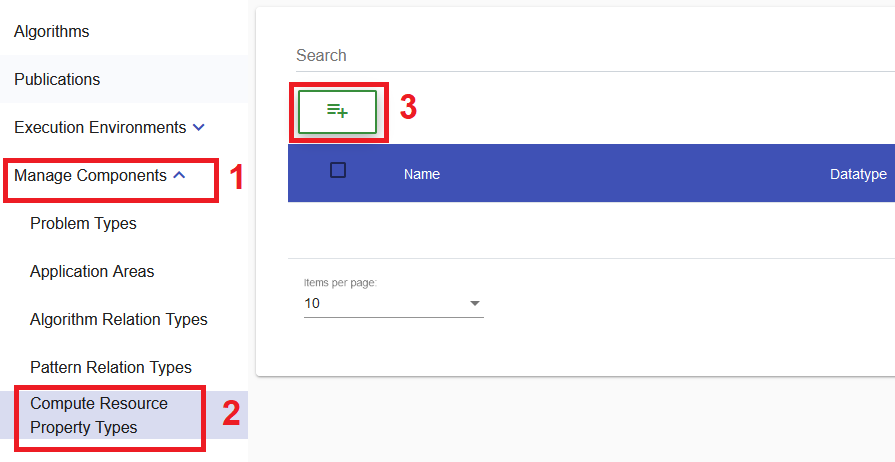 Algorithms
Publications
Execution Environments
Manage Components
1
Problem Types
Application Areas
Algorithm Relation Types
Pattern Relation Types
Compute Resource
Property Types
2
Search
3
Name Datatype
Items per page:
10